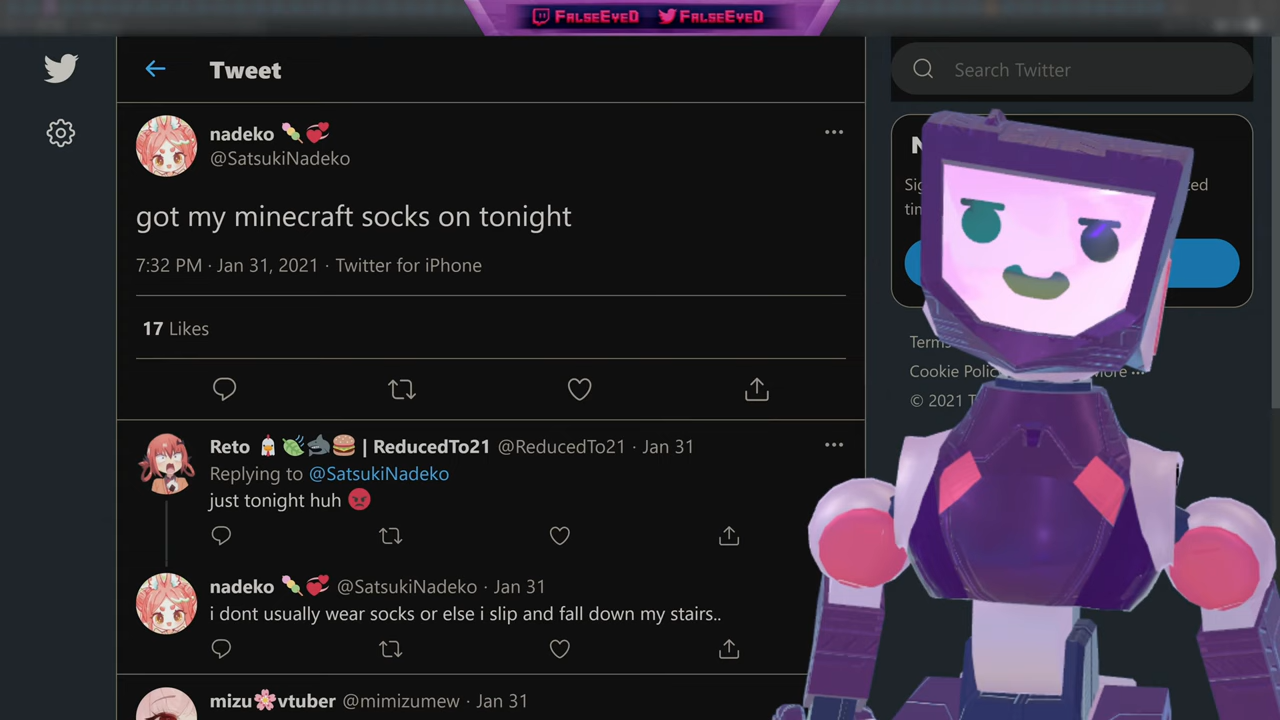 FALSEEYED FALSEEYED
Tweet
Search Twitter
nadeko
@SatsukiNadeko
got my minecraft socks on tonight
7:32 PM · Jan 31, 2021 · Twitter for iPhone
17 Likes
Terms
Cookie
© 2021
Reto | ReducedTo21 @ReducedTo21 · Jan 31
Replying to @SatsukiNadeko
just tonight huh 😡
nadeko @SatsukiNadeko · Jan 31
i dont usually wear socks or else i slip and fall down my stairs..
mizu🌸vtuber @mimizumew · Jan 31